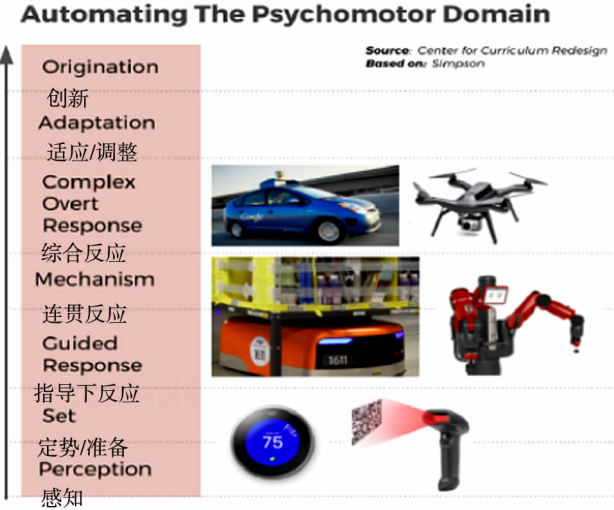 Automating The Psychomotor Domain
Source: Center for Curriculum Redesign
Based on: Simpson
Origination
创新
Adaptation
适应/调整
Complex
Overt
Response
综合反应
Mechanism
连贯反应
Guided
Response
指导下反应
Set
定势/准备
Perception
感知
Google
1611
75